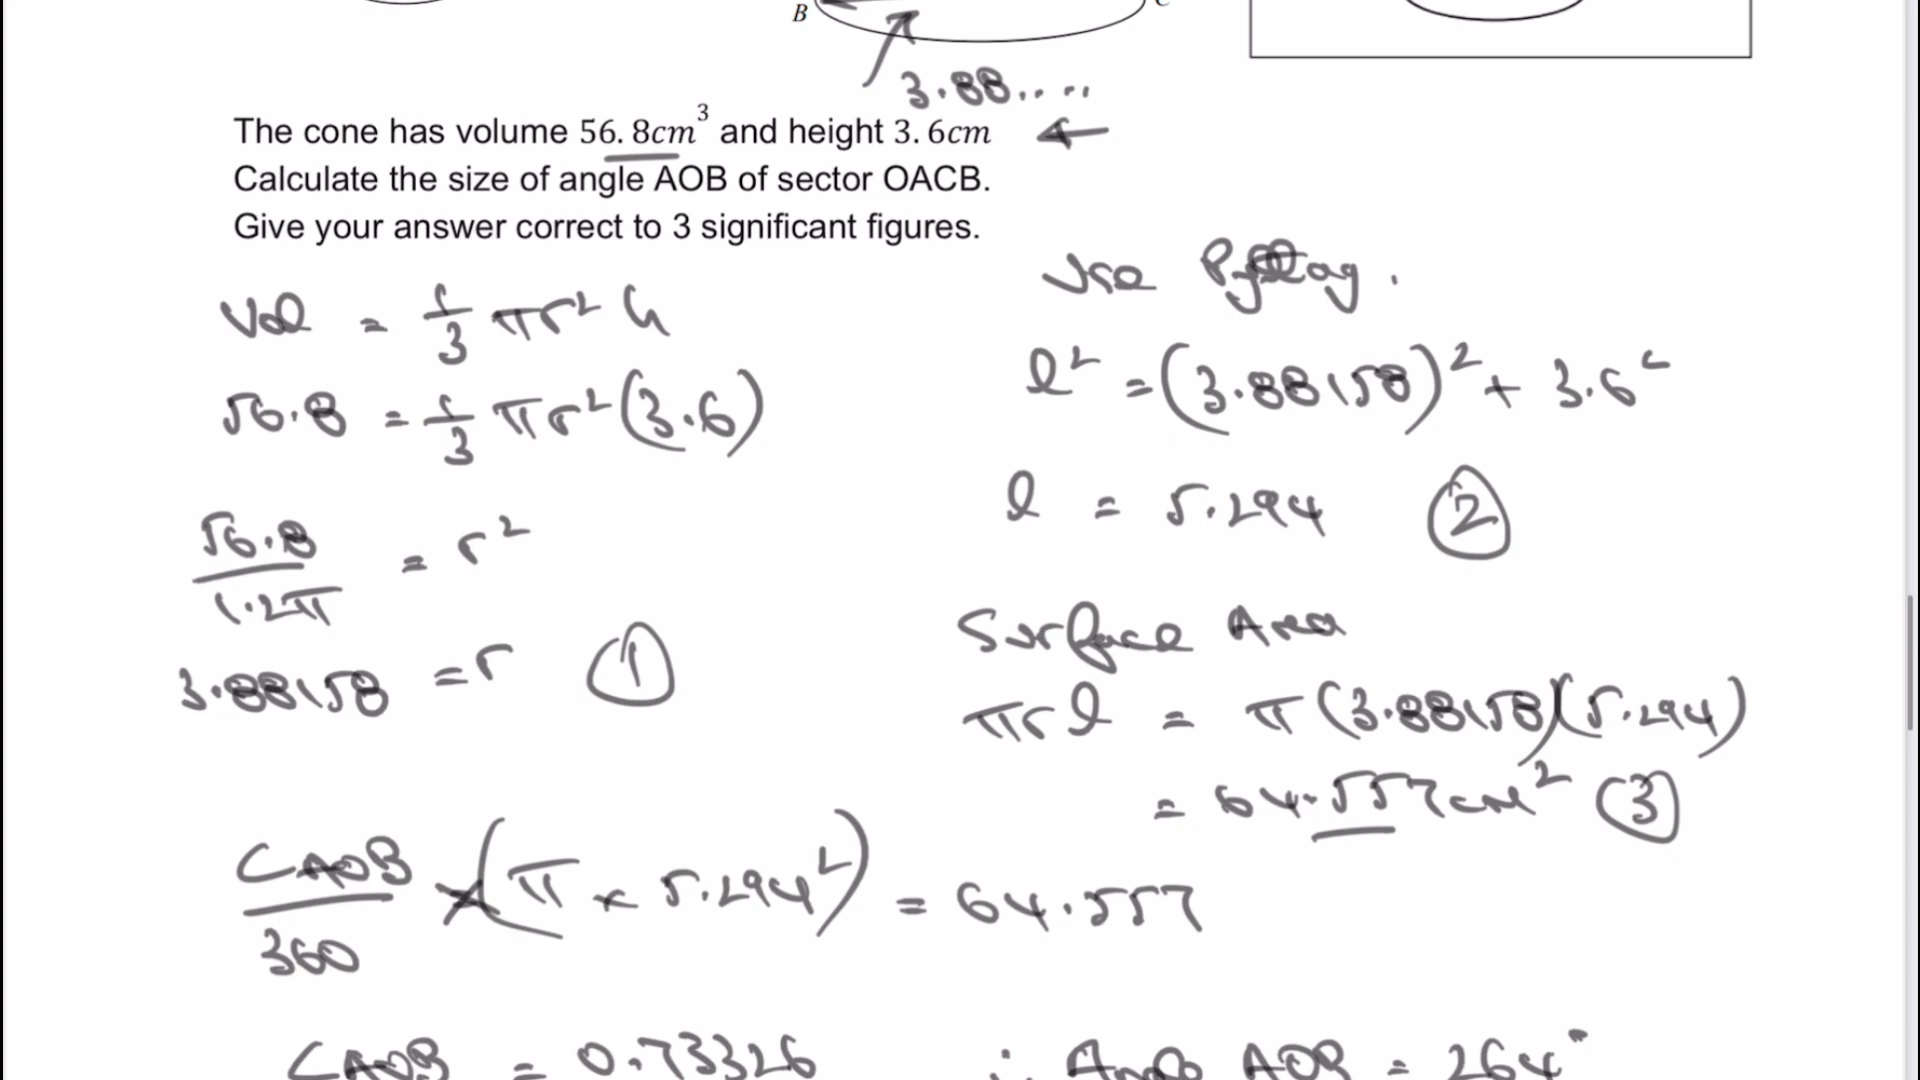 B
3.88....
The cone has volume 56.8cm³ and height 3.6cm
Calculate the size of angle AOB of sector OACB.
Give your answer correct to 3 significant figures.
Vol = 1/3 πr² h
56.8 = 1/3 πr² (3.6)
56.8/1.2π = r²
3.88158 = r ①
Use Pythag.
l² = (3.88158)² + 3.6²
l = 5.294 ②
Surface Area
πrl = π(3.88158)(5.294)
= 64.557cm² ③
∠AOB/360 × (π × 5.294²) = 64.557
∠AOB = 0.73326
∴ Angle AOB = 264°